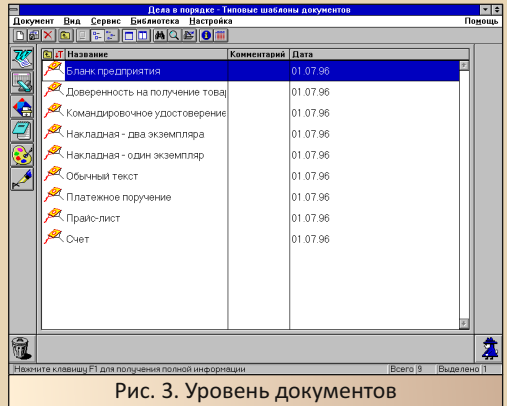 Дела в порядке - Типовые шаблоны документов
Документ Вид Сервис Библиотека Настройка Помощь
Название Комментарий Дата
Бланк предприятия 01.07.96
Доверенность на получение товар 01.07.96
Командировочное удостоверение 01.07.96
Накладная - два экземпляра 01.07.96
Накладная - один экземпляр 01.07.96
Обычный текст 01.07.96
Платежное поручение 01.07.96
Прайс-лист 01.07.96
Счет 01.07.96
Нажмите клавишу F1 для получения полной информации Всего 9 Выделено 1
Рис. 3. Уровень документов